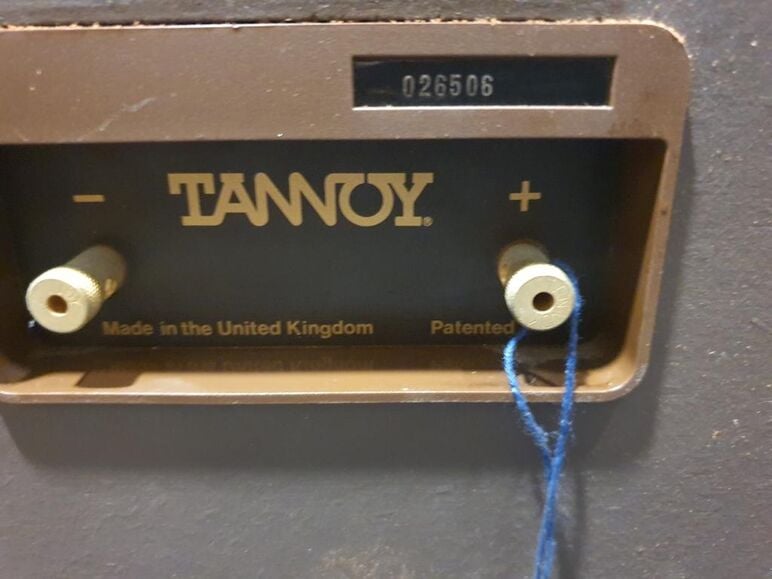 026506
- TANNOY® +
Made in the United Kingdom Patented